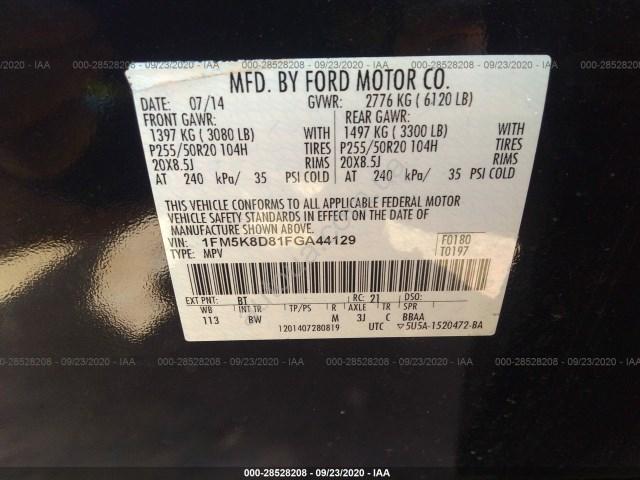 000-28528208 - 09/23/2020 - IAA
MFD. BY FORD MOTOR CO.
DATE: 07/14 GVWR: 2776 KG ( 6120 LB)
FRONT GAWR: REAR GAWR:
1397 KG ( 3080 LB) WITH 1497 KG ( 3300 LB) WITH
P255/50R20 104H TIRES P255/50R20 104H TIRES
20X8.5J RIMS 20X8.5J RIMS
AT 240 kPa/ 35 PSI COLD AT 240 kPa/ 35 PSI COLD
THIS VEHICLE CONFORMS TO ALL APPLICABLE FEDERAL MOTOR
VEHICLE SAFETY STANDARDS IN EFFECT ON THE DATE OF
MANUFACTURE SHOWN ABOVE.
VIN: 1FM5K8D81FGA44129 F0180
TYPE: MPV T0197
EXT PNT: BT RC: 21 DSO:
WB INT TR TP/PS R AXLE TR SPR
113 BW M 3J C BBAA
1201407280819 UTC ▽5U5A-1520472-BA
000-28528208 - 09/23/2020 - IAA